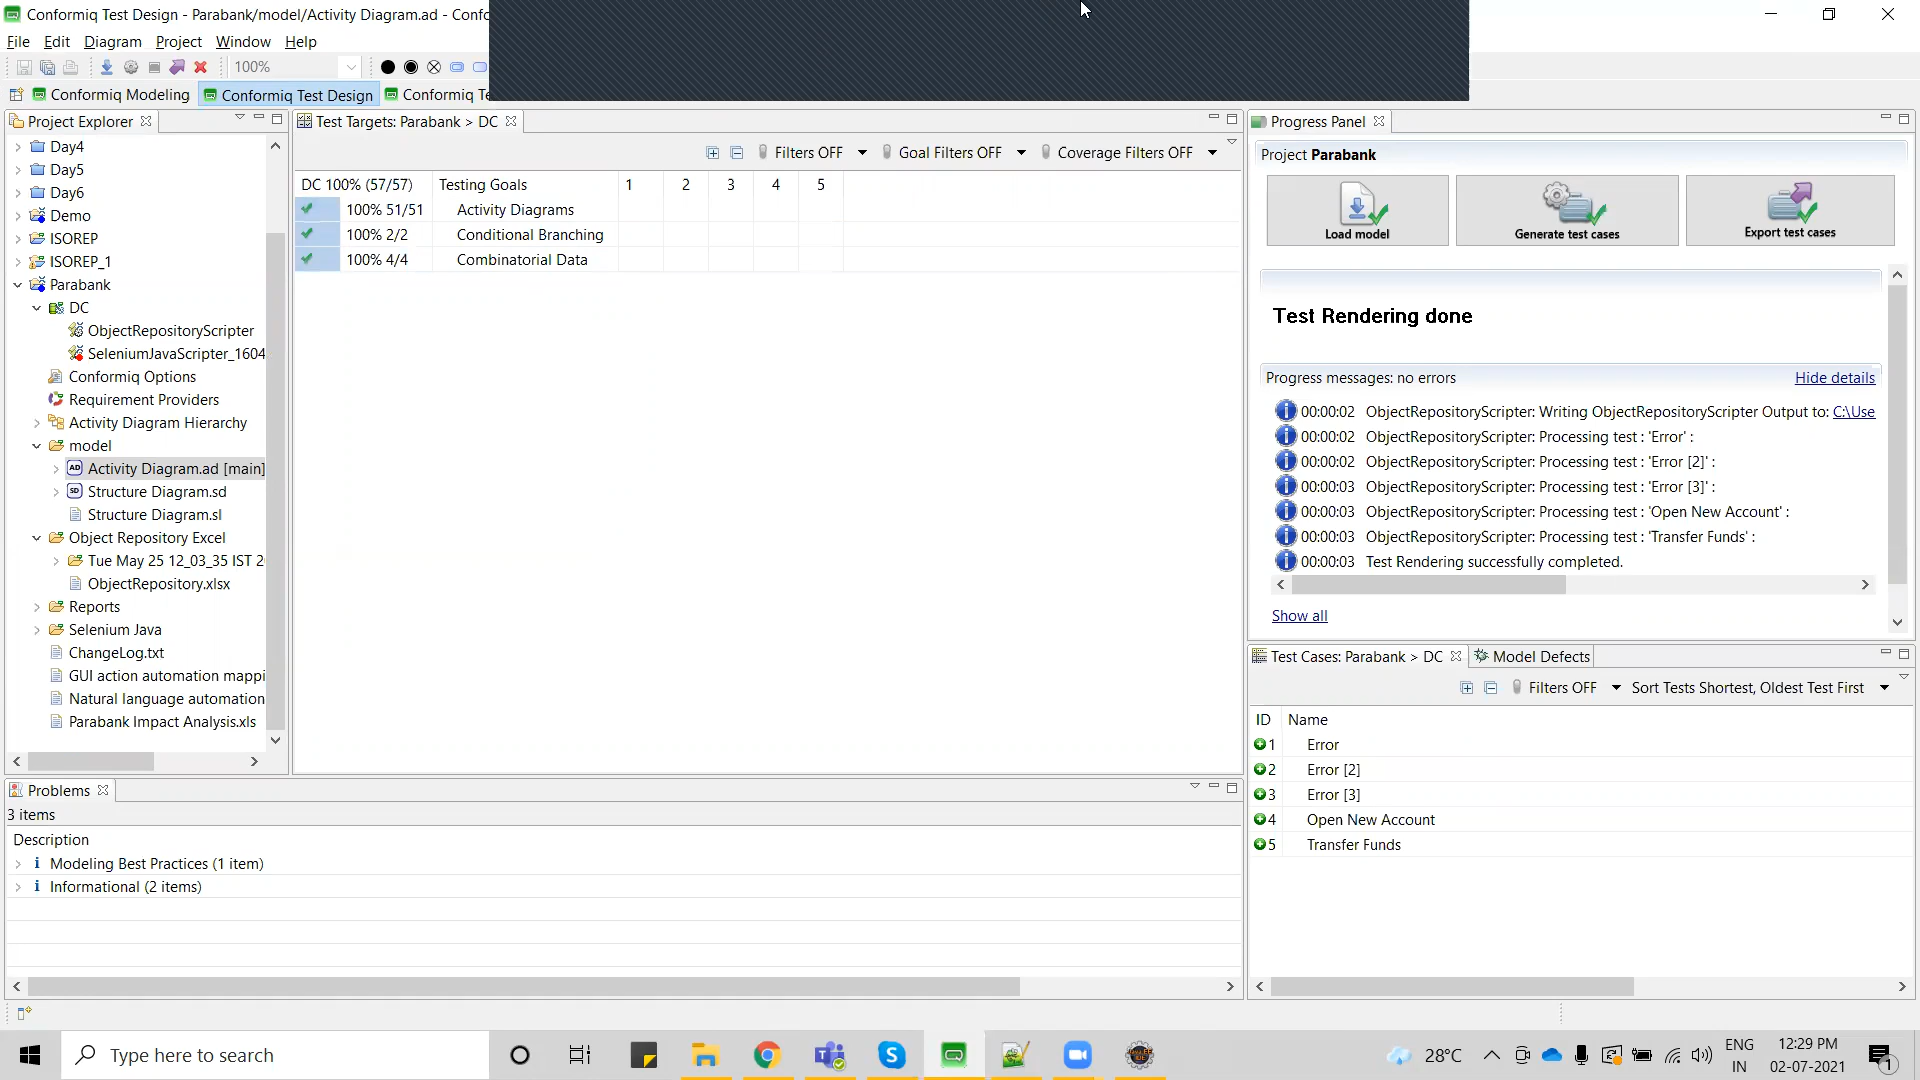 Conformiq Test Design - Parabank/model/Activity Diagram.ad - Confo
File Edit Diagram Project Window Help
100%
Conformiq Modeling
Conformiq Test Design
Conformiq Te
Project Explorer
Day4
Day5
Day6
Demo
ISOREP
ISOREP_1
Parabank
DC
ObjectRepositoryScripter
SeleniumJavaScripter_1604
Conformiq Options
Requirement Providers
Activity Diagram Hierarchy
model
AD Activity Diagram.ad [main]
SD Structure Diagram.sd
Structure Diagram.sl
Object Repository Excel
Tue May 25 12_03_35 IST 2
ObjectRepository.xlsx
Reports
Selenium Java
ChangeLog.txt
GUI action automation mappi
Natural language automation
Parabank Impact Analysis.xls
Test Targets: Parabank > DC
Filters OFF Goal Filters OFF Coverage Filters OFF
DC 100% (57/57) Testing Goals 1 2 3 4 5
100% 51/51 Activity Diagrams
100% 2/2 Conditional Branching
100% 4/4 Combinatorial Data
Progress Panel
Project Parabank
Load model
Generate test cases
Export test cases
Test Rendering done
Progress messages: no errors Hide details
00:00:02 ObjectRepositoryScripter: Writing ObjectRepositoryScripter Output to: C:\Use
00:00:02 ObjectRepositoryScripter: Processing test : 'Error' :
00:00:02 ObjectRepositoryScripter: Processing test : 'Error [2]' :
00:00:03 ObjectRepositoryScripter: Processing test : 'Error [3]' :
00:00:03 ObjectRepositoryScripter: Processing test : 'Open New Account' :
00:00:03 ObjectRepositoryScripter: Processing test : 'Transfer Funds' :
00:00:03 Test Rendering successfully completed.
Show all
Test Cases: Parabank > DC
Model Defects
Filters OFF Sort Tests Shortest, Oldest Test First
ID Name
1 Error
2 Error [2]
3 Error [3]
4 Open New Account
5 Transfer Funds
Problems
3 items
Description
Modeling Best Practices (1 item)
Informational (2 items)
Type here to search
28°C
ENG
IN
12:29 PM
02-07-2021
1